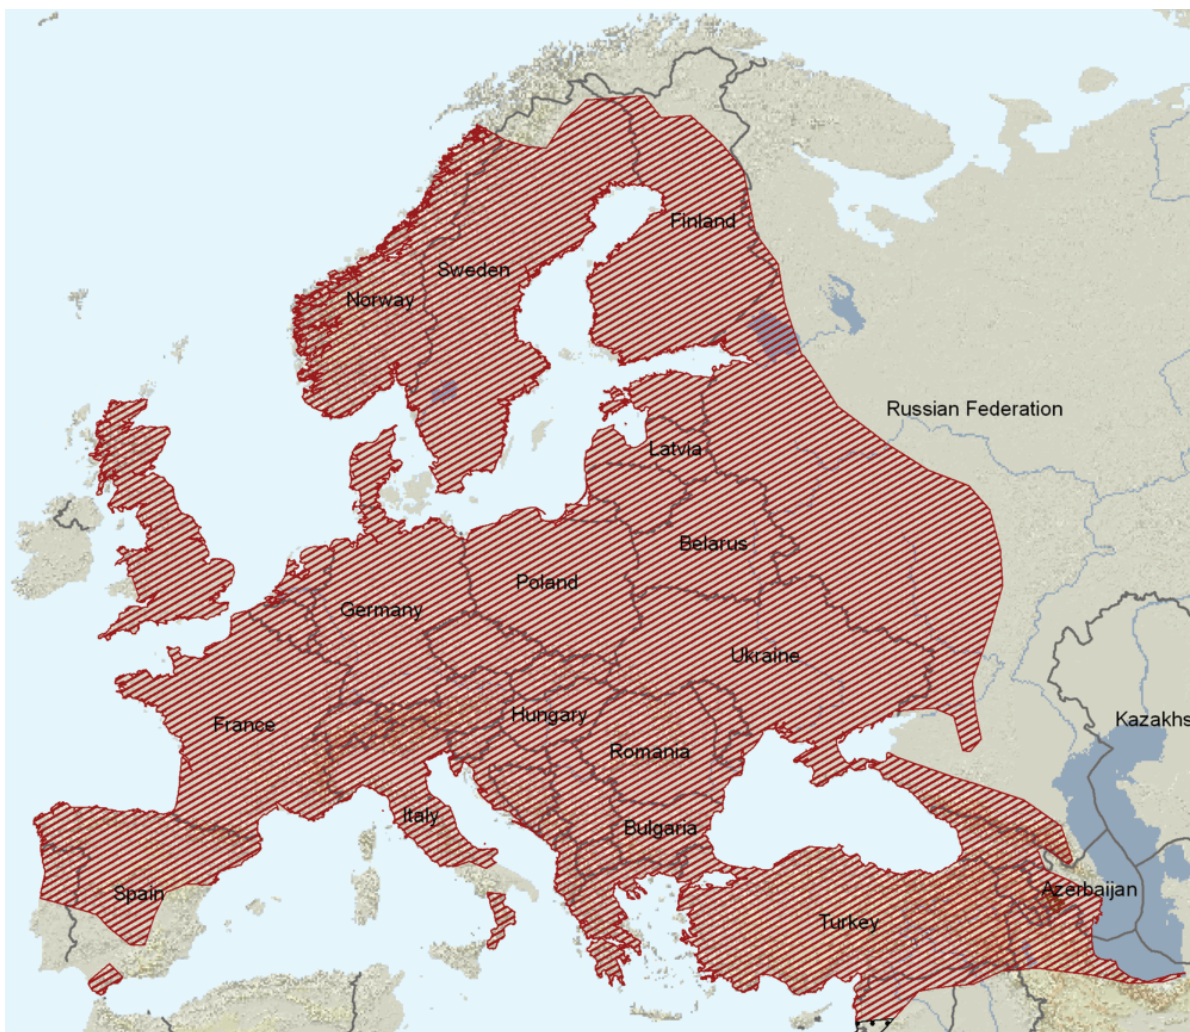 Finland
Sweden
Norway
Russian Federation
Latvia
Belarus
Poland
Germany
Ukraine
Hungary
Kazakhs
France
Romania
Italy
Bulgaria
Azerbaijan
Spain
Turkey